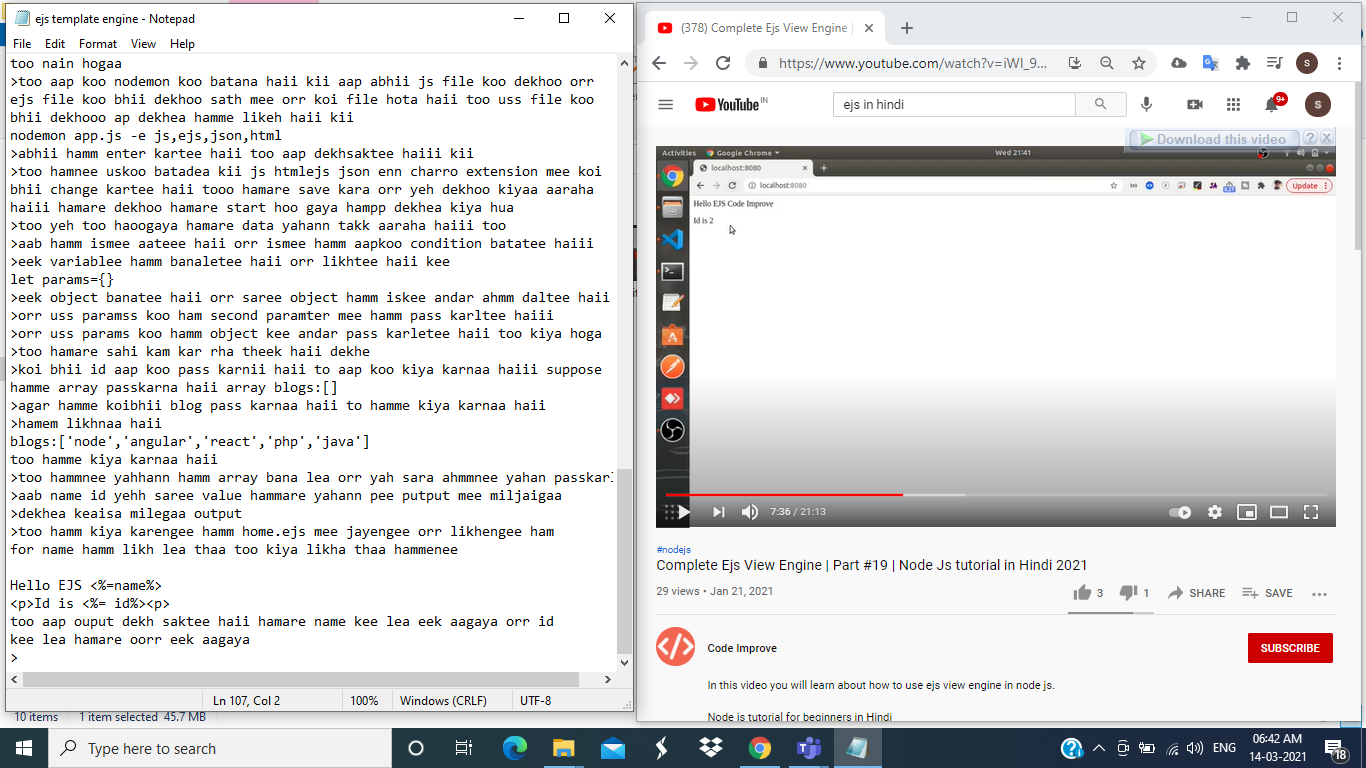 ejs template engine - Notepad
File Edit Format View Help
too nain hogaa
>too aap koo nodemon koo batana haii kii aap abhii js file koo dekhoo orr
ejs file koo bhii dekhoo sath mee orr koi file hota haii too uss file koo
bhii dekhooo ap dekhea hamme likeh haii kii
nodemon app.js -e js,ejs,json,html
>abhii hamm enter kartee haii too aap dekhsaktee haiii kii
>too hamnee uskoo batadea kii js htmlejs json enn charro extension mee koi
bhii change kartee haii tooo hamare save kara orr yeh dekhoo kiyaa aaraha
haiii hamare dekhoo hamare start hoo gaya hampp dekhea kiya hua
>too yeh too haoogaya hamare data yahann takk aaraha haiii too
>aab hamm ismee aateee haii orr ismee hamm aapkoo condition batatee haiii
>eek variablee hamm banaletee haii orr likhtee haii kee
let params={}
>eek object banatee haii orr saree object hamm iskee andar ahmm daltee haii
>orr uss paramss koo ham second paramter mee hamm pass karltee haiii
>orr uss params koo hamm object kee andar pass karletee haii too kiya hoga
>too hamare sahi kam kar rha theek haii dekhe
>koi bhii id aap koo pass karnii haii to aap koo kiya karnaa haiii suppose
hamme array passkarna haii array blogs:[]
>agar hamme koibhii blog pass karnaa haii to hamme kiya karnaa haii
>hamem likhnaa haii
blogs:['node','angular','react','php','java']
too hamme kiya karnaa haii
>too hammnee yahhann hamm array bana lea orr yah sara ahmmnee yahan passkari
>aab name id yehh saree value hammare yahann pee putput mee miljaigaa
>dekhea keaisa milegaa output
>too hamm kiya karengee hamm home.ejs mee jayengee orr likhengee ham
for name hamm likh lea thaa too kiya likha thaa hammenee
Hello EJS <%=name%>
<p>Id is <%= id%><p>
too aap ouput dekh saktee haii hamare name kee lea eek aagaya orr id
kee lea hamare oorr eek aagaya
>
Ln 107, Col 2 100% Windows (CRLF) UTF-8
10 items 1 item selected 45.7 MB
(378) Complete Ejs View Engine |
https://www.youtube.com/watch?v=iWI_9...
S
YouTube IN
ejs in hindi
9+
S
Download this video ? X
Activities Google Chrome Wed 21:41
localhost:8080
localhost:8080
Update
Hello EJS Code Improve
Id is 2
7:36 / 21:13
#nodejs
Complete Ejs View Engine | Part #19 | Node Js tutorial in Hindi 2021
29 views • Jan 21, 2021
3 1 SHARE SAVE
Code Improve
SUBSCRIBE
In this video you will learn about how to use ejs view engine in node js.
Node js tutorial for beginners in Hindi
Type here to search
ENG
06:42 AM
14-03-2021
18